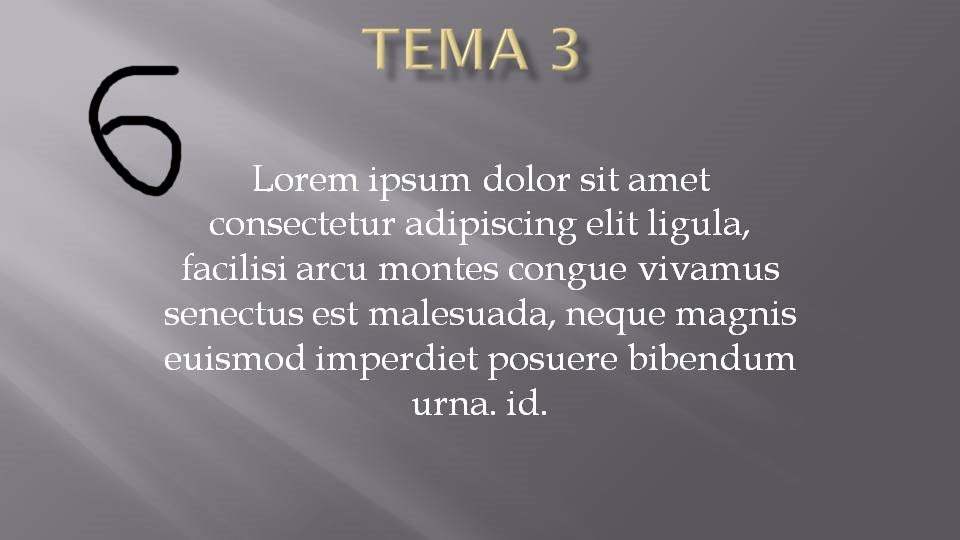 TEMA 3
6
Lorem ipsum dolor sit amet
consectetur adipiscing elit ligula,
facilisi arcu montes congue vivamus
senectus est malesuada, neque magnis
euismod imperdiet posuere bibendum
urna. id.